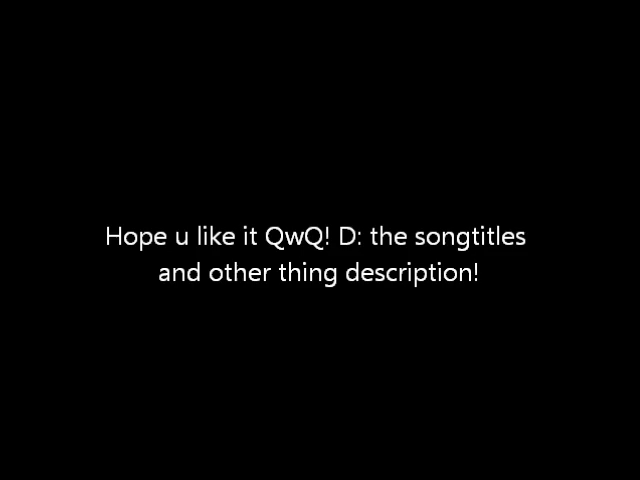 Hope u like it QwQ! D: the songtitles
and other thing description!